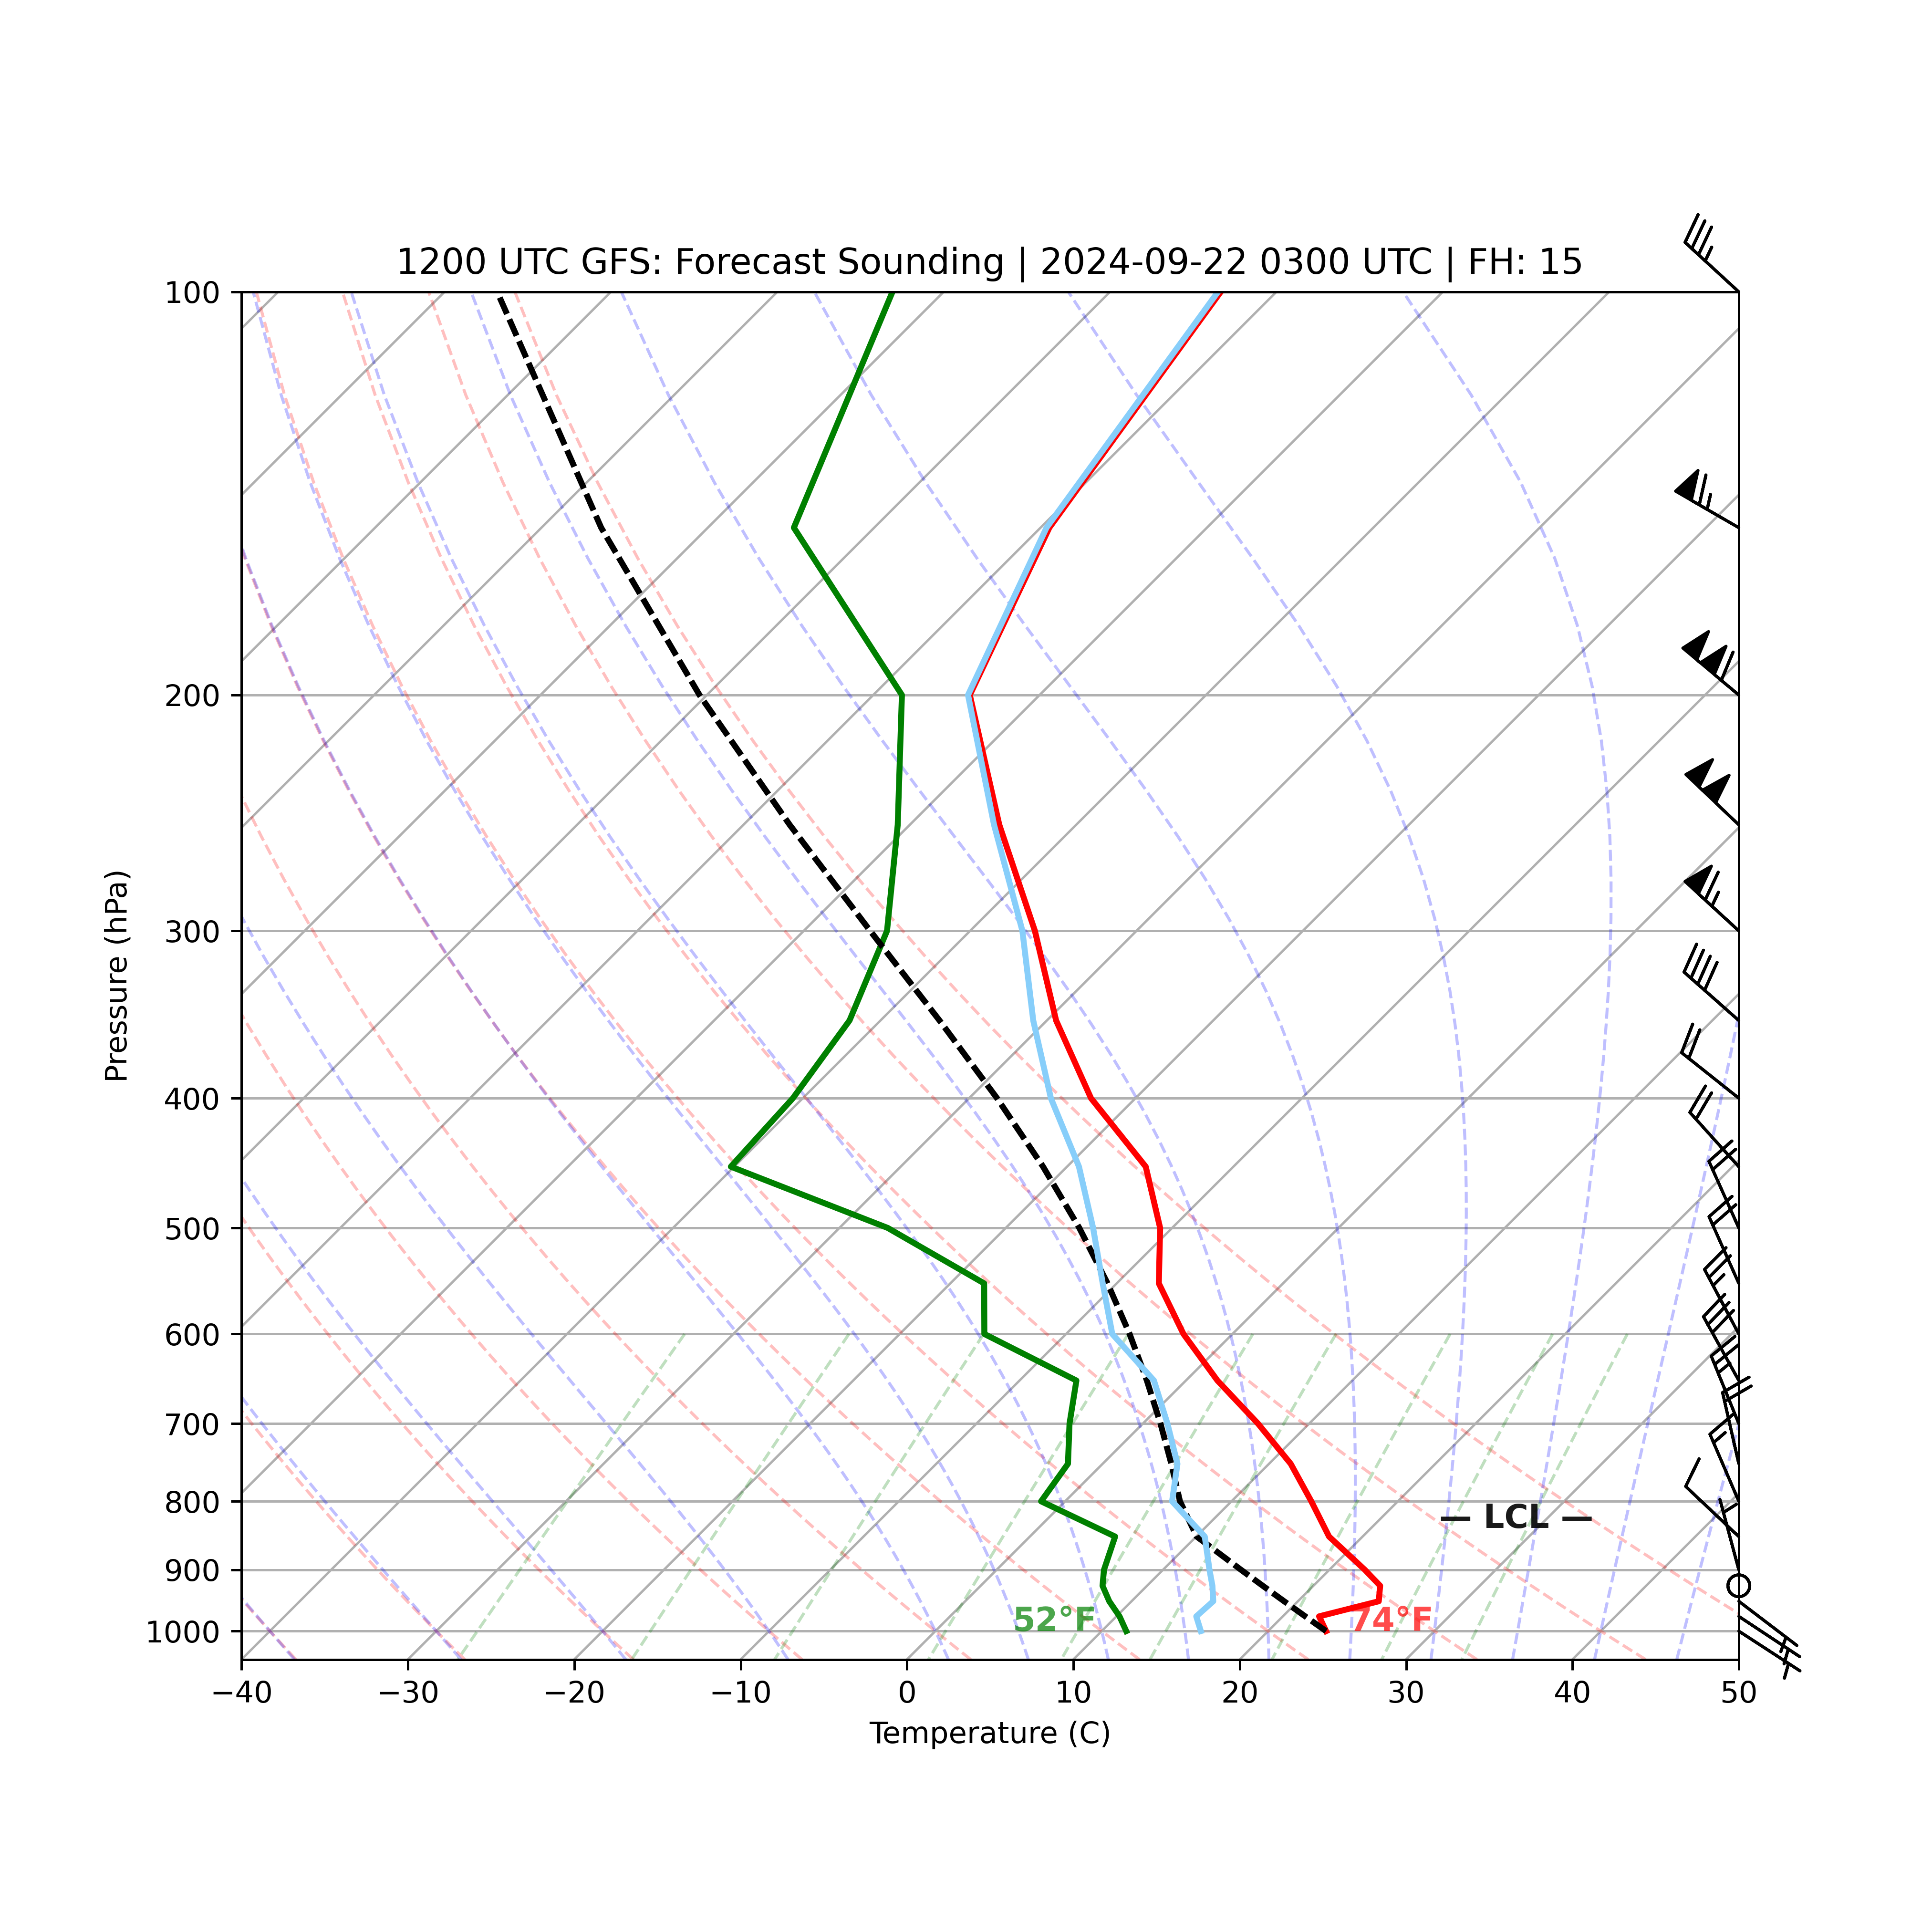 1200 UTC GFS: Forecast Sounding | 2024-09-22 0300 UTC | FH: 15
100
200
300
400
500
600
700
800
900
1000
Pressure (hPa)
— LCL —
52°F
74°F
−40 −30 −20 −10 0 10 20 30 40 50
Temperature (C)